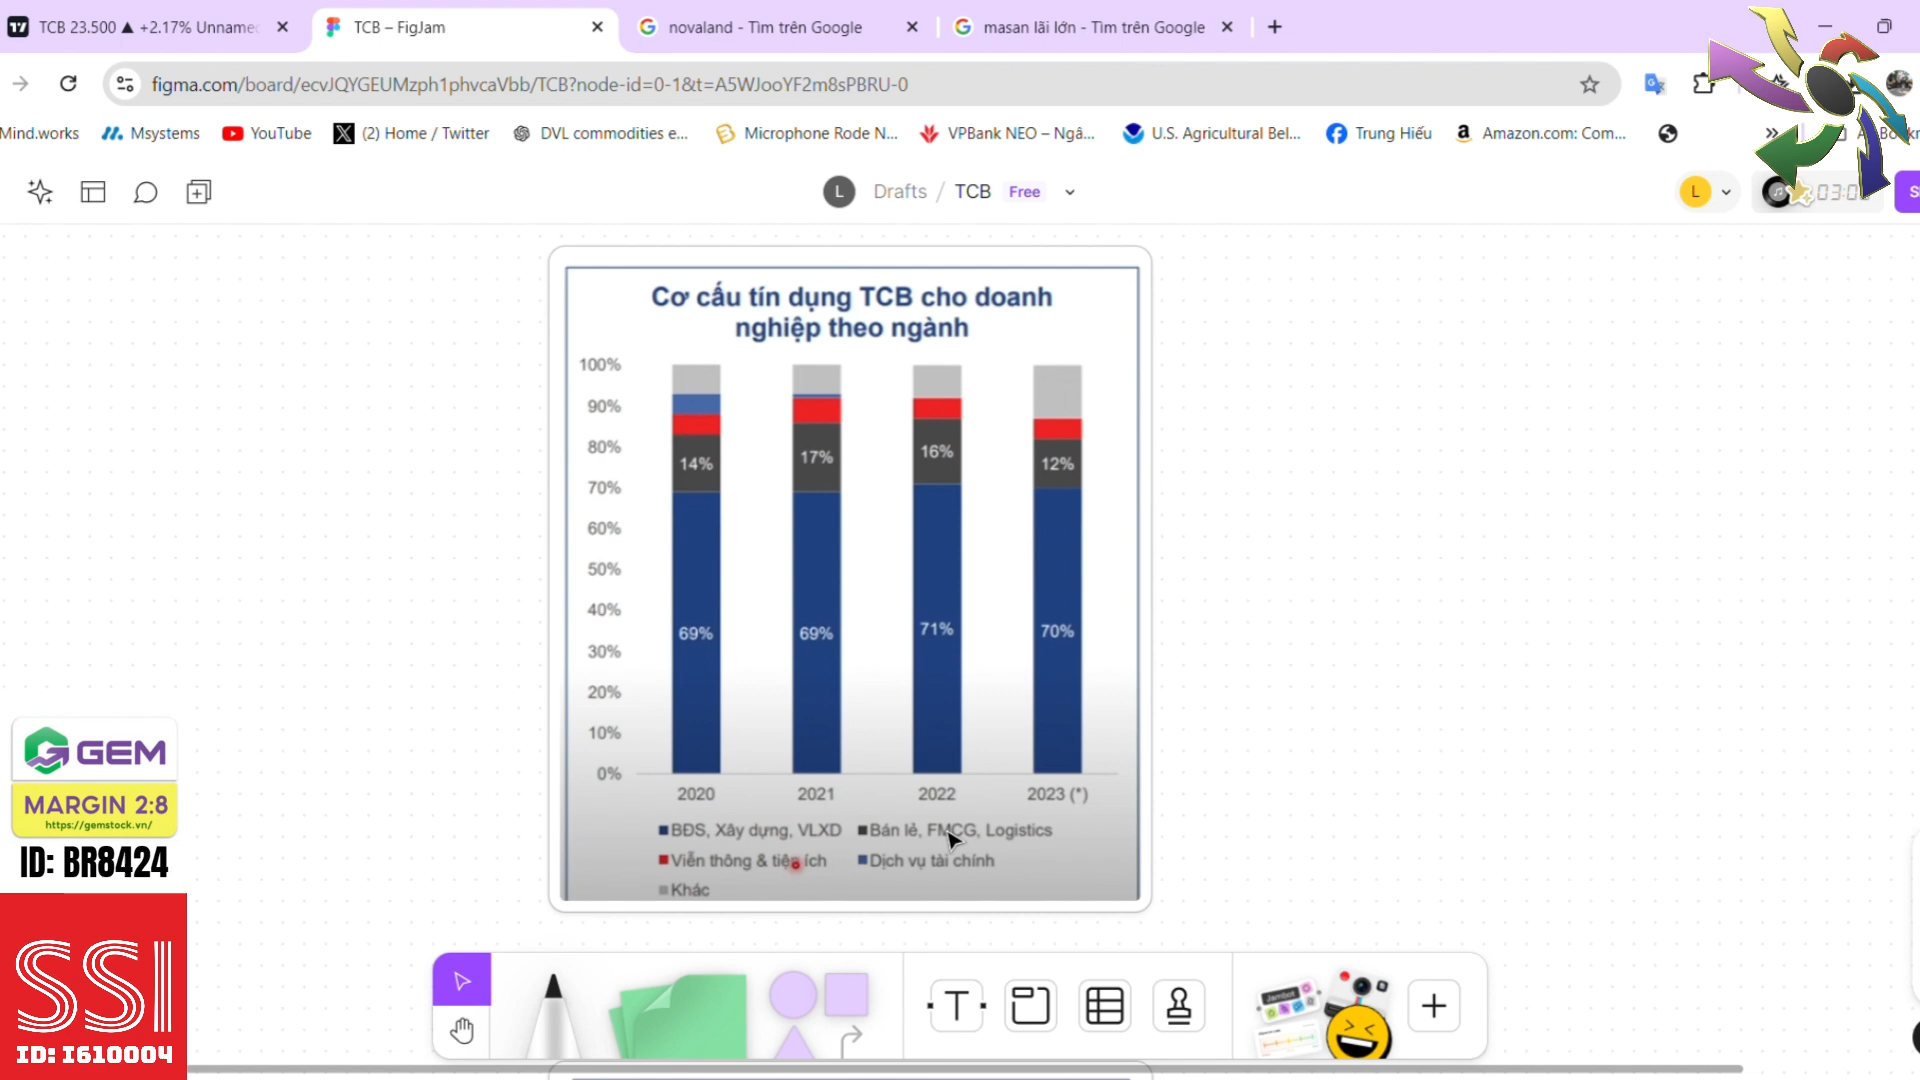 TCB 23.500 ▲ +2.17% Unname
TCB – FigJam
novaland - Tìm trên Google
masan lãi lớn - Tìm trên Google
figma.com/board/ecvJQYGEUMzph1phvcaVbb/TCB?node-id=0-1&t=A5WJooYF2m8sPBRU-0
Mind.works
Msystems
YouTube
(2) Home / Twitter
DVL commodities e...
Microphone Rode N...
VPBank NEO – Ngâ...
U.S. Agricultural Bel...
Trung Hiếu
Amazon.com: Com...
L
Drafts / TCB
Free
L
Cơ cấu tín dụng TCB cho doanh
nghiệp theo ngành
100%
90%
80%
70%
60%
50%
40%
30%
20%
10%
0%
14% 17% 16% 12%
69% 69% 71% 70%
2020 2021 2022 2023 (*)
BĐS, Xây dựng, VLXD Bán lẻ, FMCG, Logistics
Viễn thông & tiện ích Dịch vụ tài chính
Khác
GEM
MARGIN 2:8
https://gemstock.vn/
ID: BR8424
SSI
ID: I610004
T
Jambot